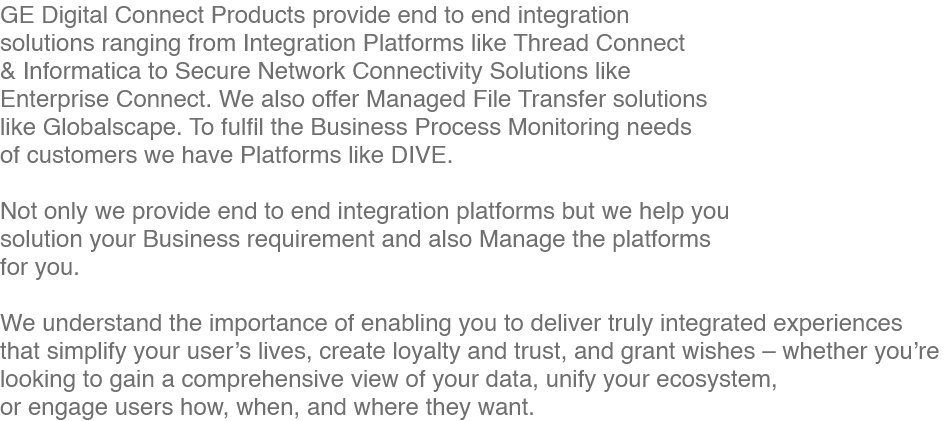 GE Digital Connect Products provide end to end integration
solutions ranging from Integration Platforms like Thread Connect
& Informatica to Secure Network Connectivity Solutions like
Enterprise Connect. We also offer Managed File Transfer solutions
like Globalscape. To fulfil the Business Process Monitoring needs
of customers we have Platforms like DIVE.
Not only we provide end to end integration platforms but we help you
solution your Business requirement and also Manage the platforms
for you.
We understand the importance of enabling you to deliver truly integrated experiences
that simplify your user’s lives, create loyalty and trust, and grant wishes – whether you’re
looking to gain a comprehensive view of your data, unify your ecosystem,
or engage users how, when, and where they want.